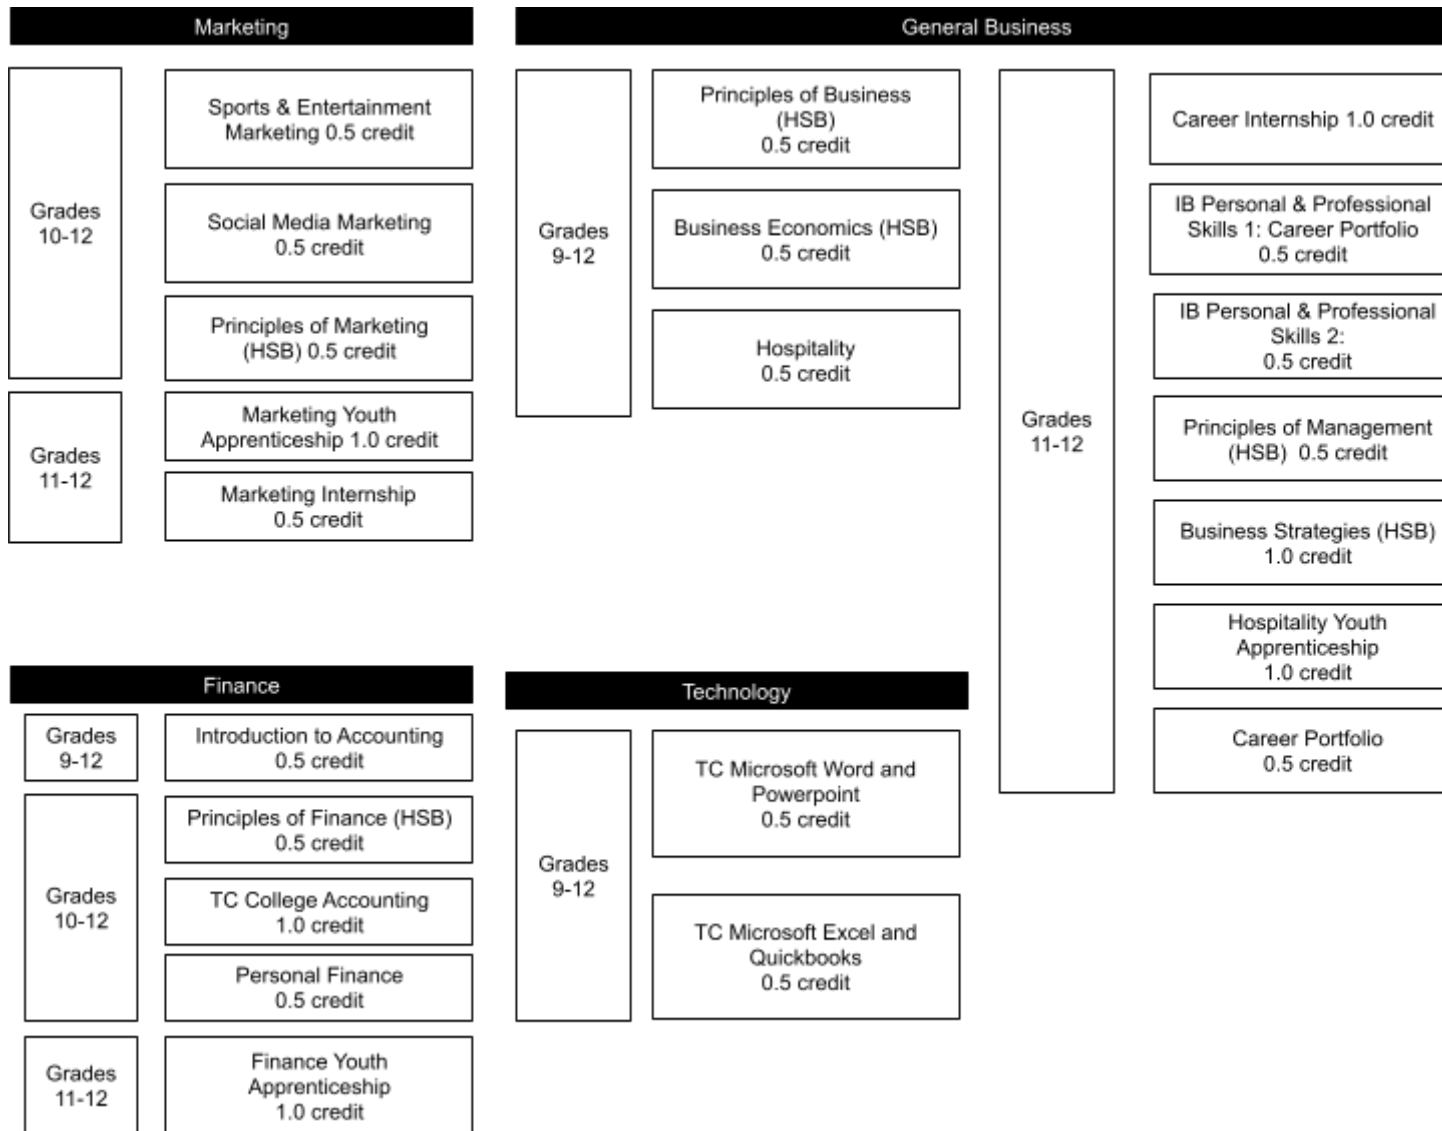 Marketing
Grades
10-12
Sports & Entertainment
Marketing 0.5 credit
Social Media Marketing
0.5 credit
Principles of Marketing
(HSB) 0.5 credit
Grades
11-12
Marketing Youth
Apprenticeship 1.0 credit
Marketing Internship
0.5 credit
General Business
Grades
9-12
Principles of Business
(HSB)
0.5 credit
Business Economics (HSB)
0.5 credit
Hospitality
0.5 credit
Grades
11-12
Career Internship 1.0 credit
IB Personal & Professional
Skills 1: Career Portfolio
0.5 credit
IB Personal & Professional
Skills 2:
0.5 credit
Principles of Management
(HSB) 0.5 credit
Business Strategies (HSB)
1.0 credit
Hospitality Youth
Apprenticeship
1.0 credit
Career Portfolio
0.5 credit
Finance
Grades
9-12
Introduction to Accounting
0.5 credit
Grades
10-12
Principles of Finance (HSB)
0.5 credit
TC College Accounting
1.0 credit
Personal Finance
0.5 credit
Grades
11-12
Finance Youth
Apprenticeship
1.0 credit
Technology
Grades
9-12
TC Microsoft Word and
Powerpoint
0.5 credit
TC Microsoft Excel and
Quickbooks
0.5 credit